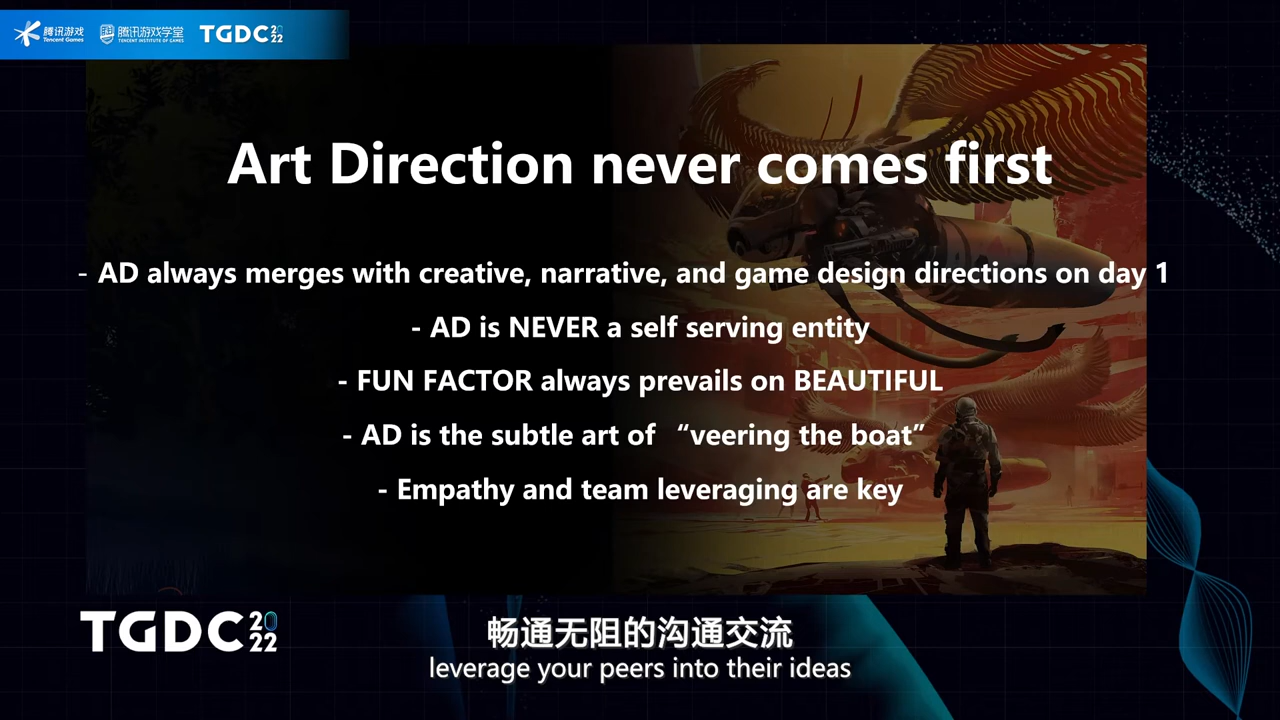 腾讯游戏
Tencent Games
腾讯游戏学堂
TENCENT INSTITUTE OF GAMES
TGDC 2022
Art Direction never comes first
- AD always merges with creative, narrative, and game design directions on day 1
- AD is NEVER a self serving entity
- FUN FACTOR always prevails on BEAUTIFUL
- AD is the subtle art of “veering the boat”
- Empathy and team leveraging are key
TGDC 2022
畅通无阻的沟通交流
leverage your peers into their ideas